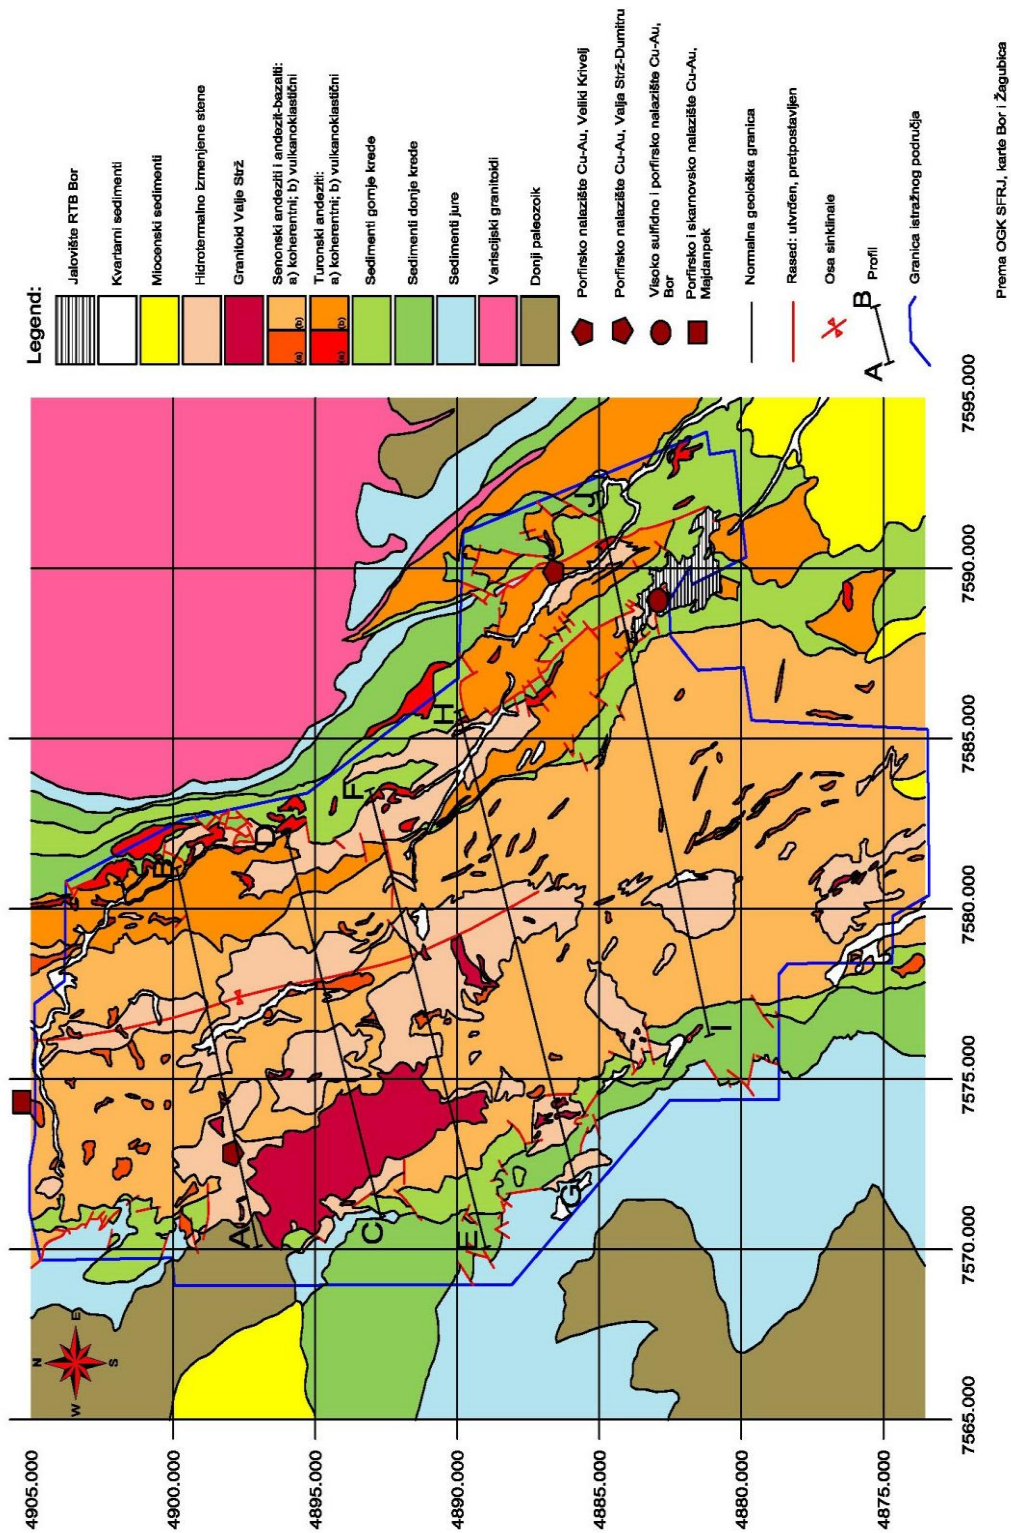 Legend:
Jalovište RTB Bor
Kvartarni sedimenti
Miocenski sedimenti
Hidrotermalno izmenjene stene
Granitoid Valje Strž
Senonski andeziti i andezit-bazalti:
a) koherentni; b) vulkanoklastični
(a)
(b)
Turonski andeziti:
a) koherentni; b) vulkanoklastični
(a)
(b)
Sedimenti gornje krede
Sedimenti donje krede
Sedimenti jure
Variscijski granitoidi
Donji paleozoik
Porfirsko nalazište Cu-Au, Veliki Krivelj
Porfirsko nalazište Cu-Au, Valja Strž-Dumitru
Visoko sulfidno i porfirsko nalazište Cu-Au,
Bor
Porfirsko i skarnovsko nalazište Cu-Au,
Majdanpek
Normalna geološka granica
Rased: utvrđen, pretpostavljen
Osa sinklinale
A
B
Profil
Granica istražnog područja
Prema OGK SFRJ, karte Bor i Žagubica
N
E
S
W
A
B
C
D
E
F
G
H
I
J
4905.000
4900.000
4895.000
4890.000
4885.000
4880.000
4875.000
7565.000
7570.000
7575.000
7580.000
7585.000
7590.000
7595.000